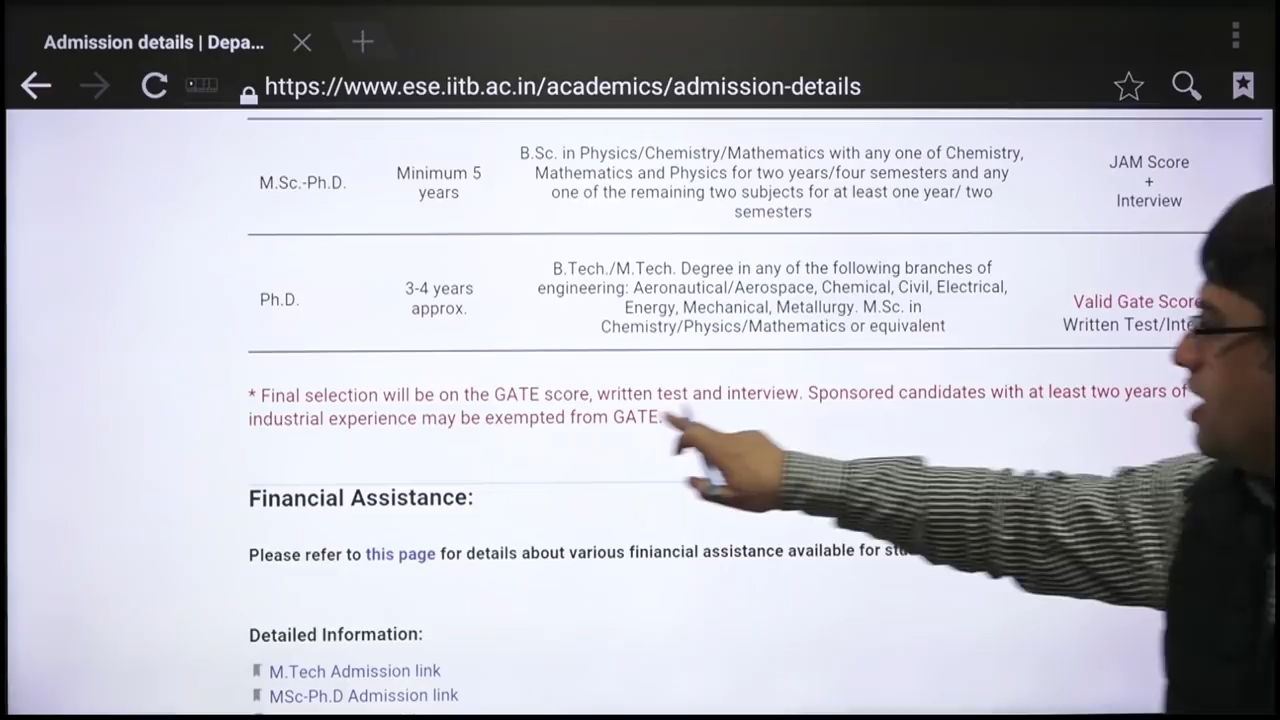 Admission details | Depa...
https://www.ese.iitb.ac.in/academics/admission-details
M.Sc.-Ph.D.
Minimum 5
years
B.Sc. in Physics/Chemistry/Mathematics with any one of Chemistry,
Mathematics and Physics for two years/four semesters and any
one of the remaining two subjects for at least one year/ two
semesters
JAM Score
+
Interview
Ph.D.
3-4 years
approx.
B.Tech./M.Tech. Degree in any of the following branches of
engineering: Aeronautical/Aerospace, Chemical, Civil, Electrical,
Energy, Mechanical, Metallurgy. M.Sc. in
Chemistry/Physics/Mathematics or equivalent
Valid Gate Score
Written Test/Inte
* Final selection will be on the GATE score, written test and interview. Sponsored candidates with at least two years of
industrial experience may be exempted from GATE.
Financial Assistance:
Please refer to this page for details about various finiancial assistance available for
Detailed Information:
M.Tech Admission link
MSc-Ph.D Admission link